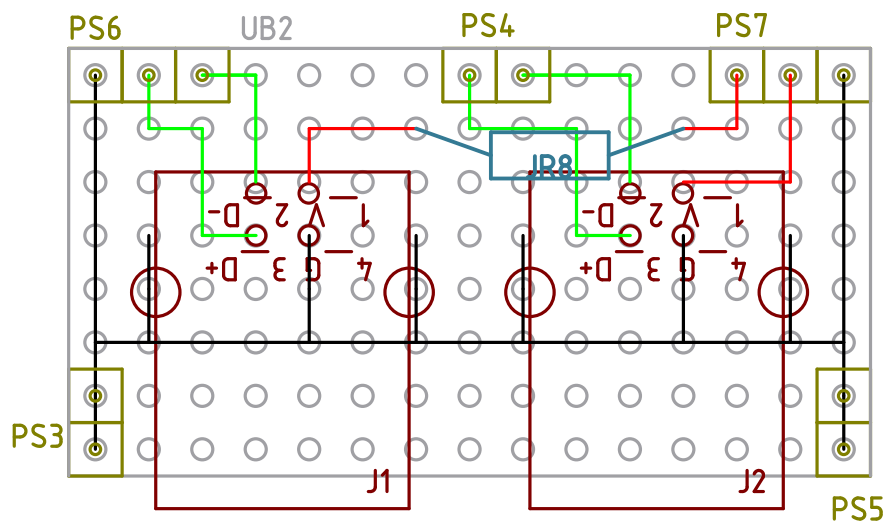 PS6
UB2
PS4
PS7
JR8
D- 2 V 1
D- 2 V 1
D+ 3 G 4
D+ 3 G 4
PS3
J1
J2
PS5